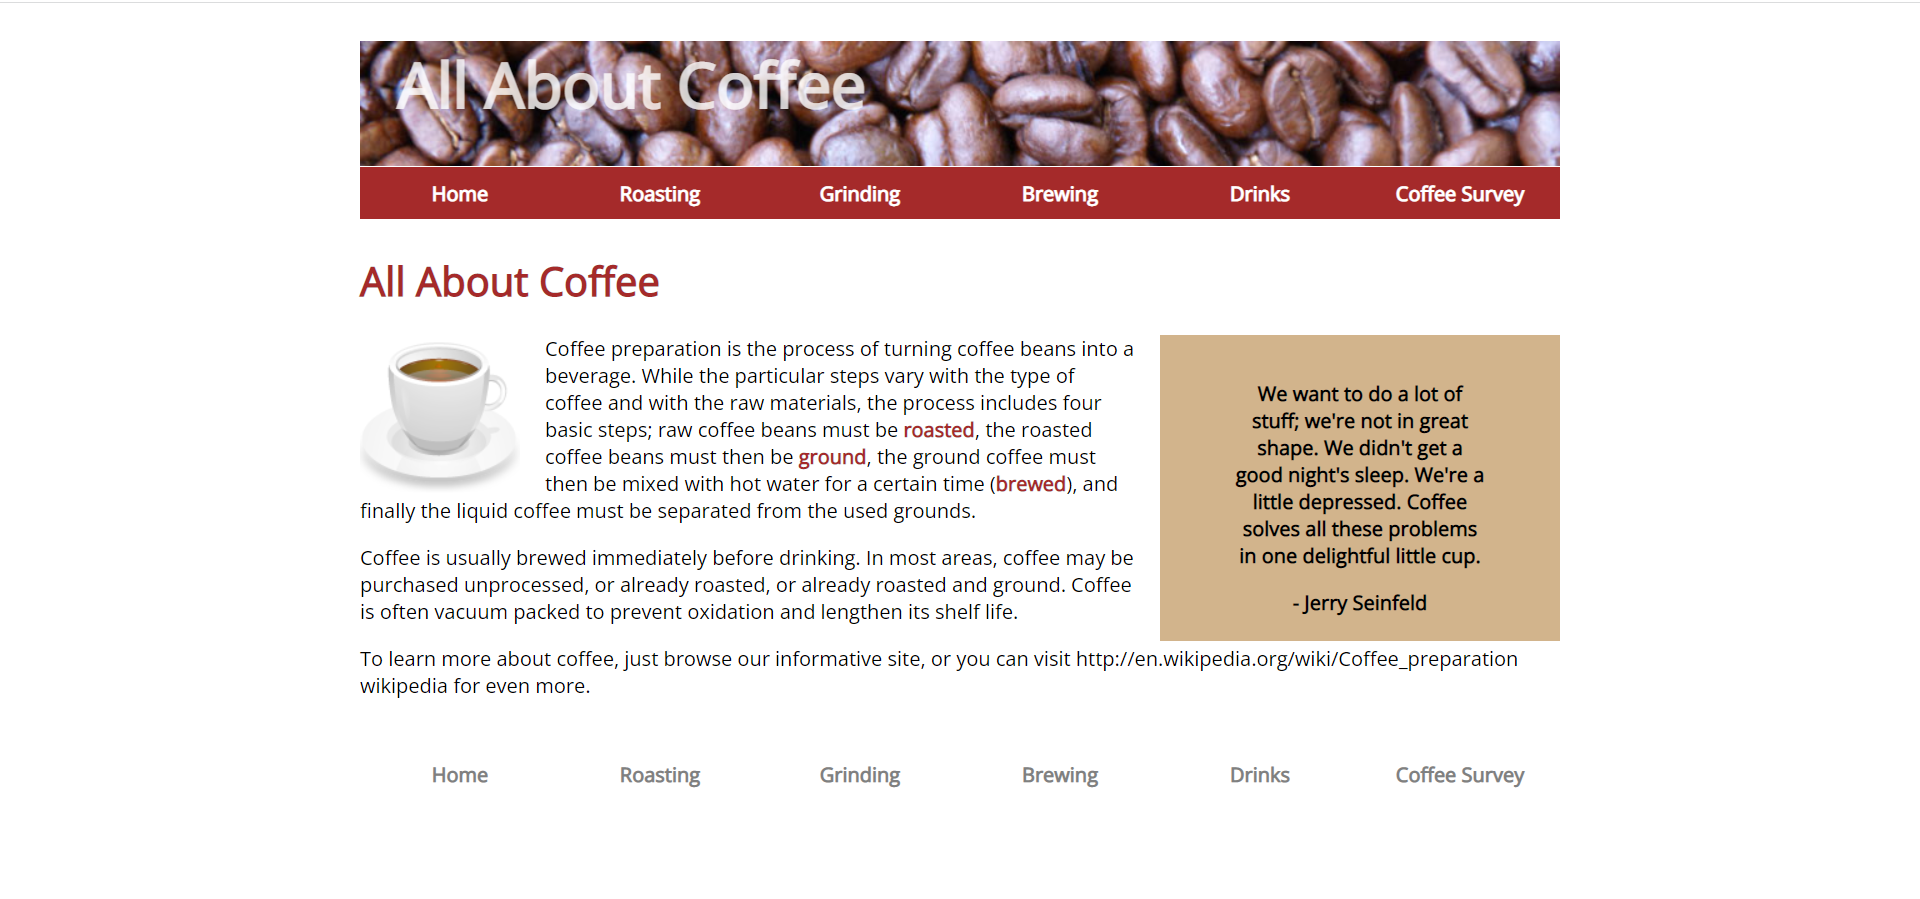 All About Coffee
Home Roasting Grinding Brewing Drinks Coffee Survey
All About Coffee
Coffee preparation is the process of turning coffee beans into a
beverage. While the particular steps vary with the type of
coffee and with the raw materials, the process includes four
basic steps; raw coffee beans must be roasted, the roasted
coffee beans must then be ground, the ground coffee must
then be mixed with hot water for a certain time (brewed), and
finally the liquid coffee must be separated from the used grounds.
Coffee is usually brewed immediately before drinking. In most areas, coffee may be
purchased unprocessed, or already roasted, or already roasted and ground. Coffee
is often vacuum packed to prevent oxidation and lengthen its shelf life.
We want to do a lot of
stuff; we're not in great
shape. We didn't get a
good night's sleep. We're a
little depressed. Coffee
solves all these problems
in one delightful little cup.
- Jerry Seinfeld
To learn more about coffee, just browse our informative site, or you can visit http://en.wikipedia.org/wiki/Coffee_preparation
wikipedia for even more.
Home Roasting Grinding Brewing Drinks Coffee Survey